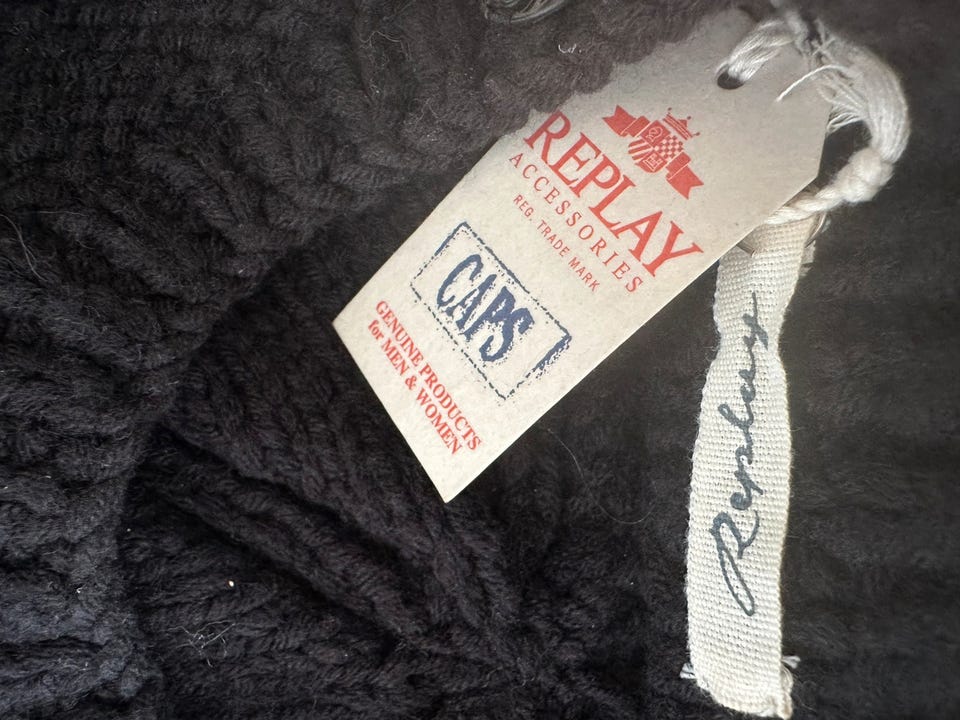 REPLAY
ACCESSORIES
REG. TRADE MARK
CAPS
GENUINE PRODUCTS
for MEN & WOMEN
Replay